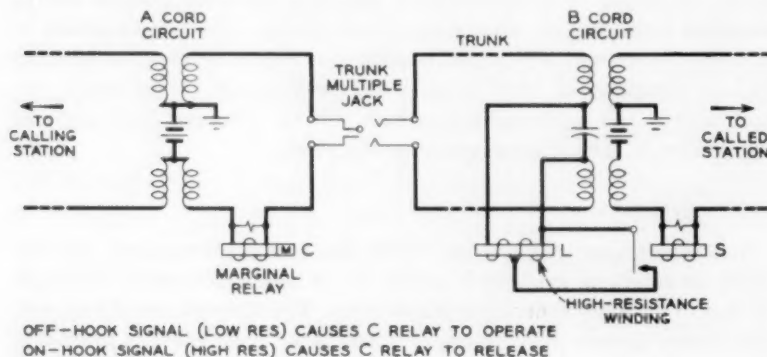 A CORD
CIRCUIT
B CORD
CIRCUIT
TRUNK
TRUNK
MULTIPLE
JACK
TO
CALLING
STATION
TO
CALLED
STATION
M C
L
S
MARGINAL
RELAY
HIGH-RESISTANCE
WINDING
OFF-HOOK SIGNAL (LOW RES) CAUSES C RELAY TO OPERATE
ON-HOOK SIGNAL (HIGH RES) CAUSES C RELAY TO RELEASE